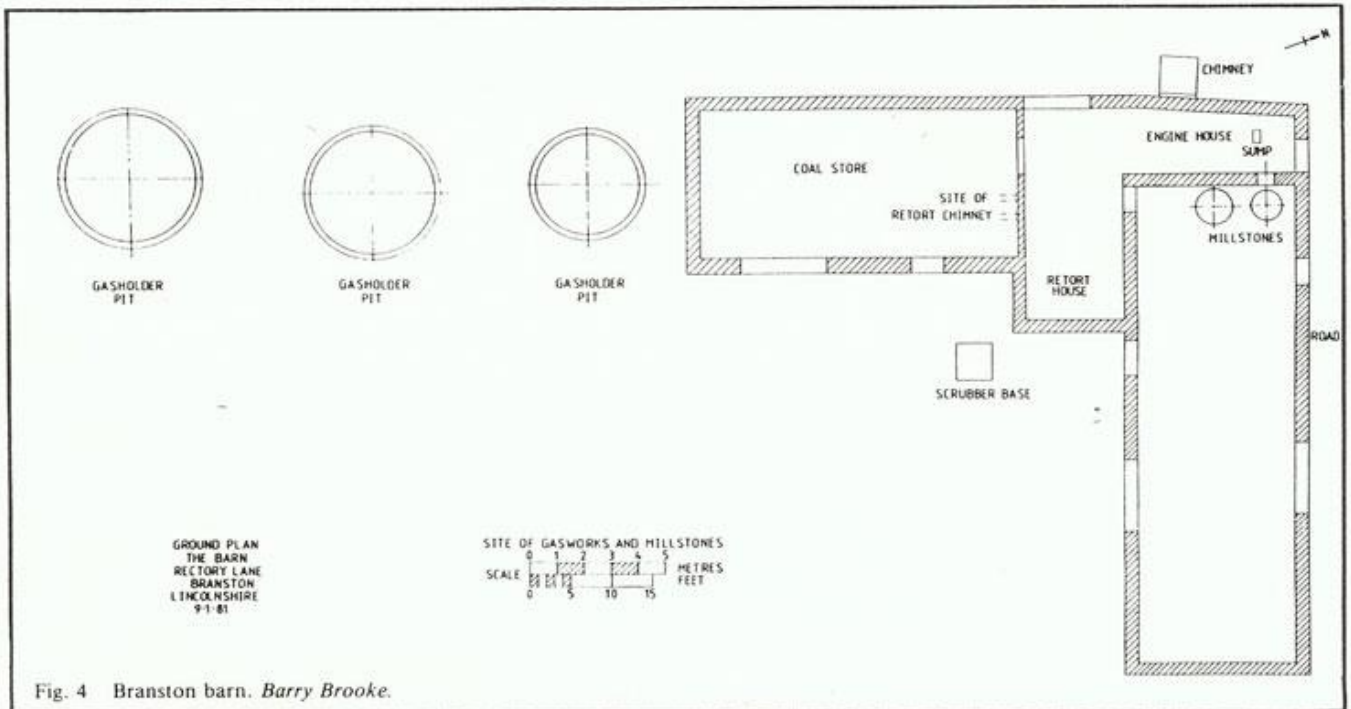 N
CHIMNEY
ENGINE HOUSE
SUMP
COAL STORE
SITE OF
RETORT CHIMNEY
MILLSTONES
GASHOLDER
PIT
GASHOLDER
PIT
GASHOLDER
PIT
RETORT
HOUSE
ROAD
SCRUBBER BASE
GROUND PLAN
THE BARN
RECTORY LANE
BRANSTON
LINCOLNSHIRE
9-1-81
SITE OF GASWORKS AND MILLSTONES
0 1 2 3 4 5
SCALE METRES
FEET
0 5 10 15
Fig. 4 Branston barn. Barry Brooke.